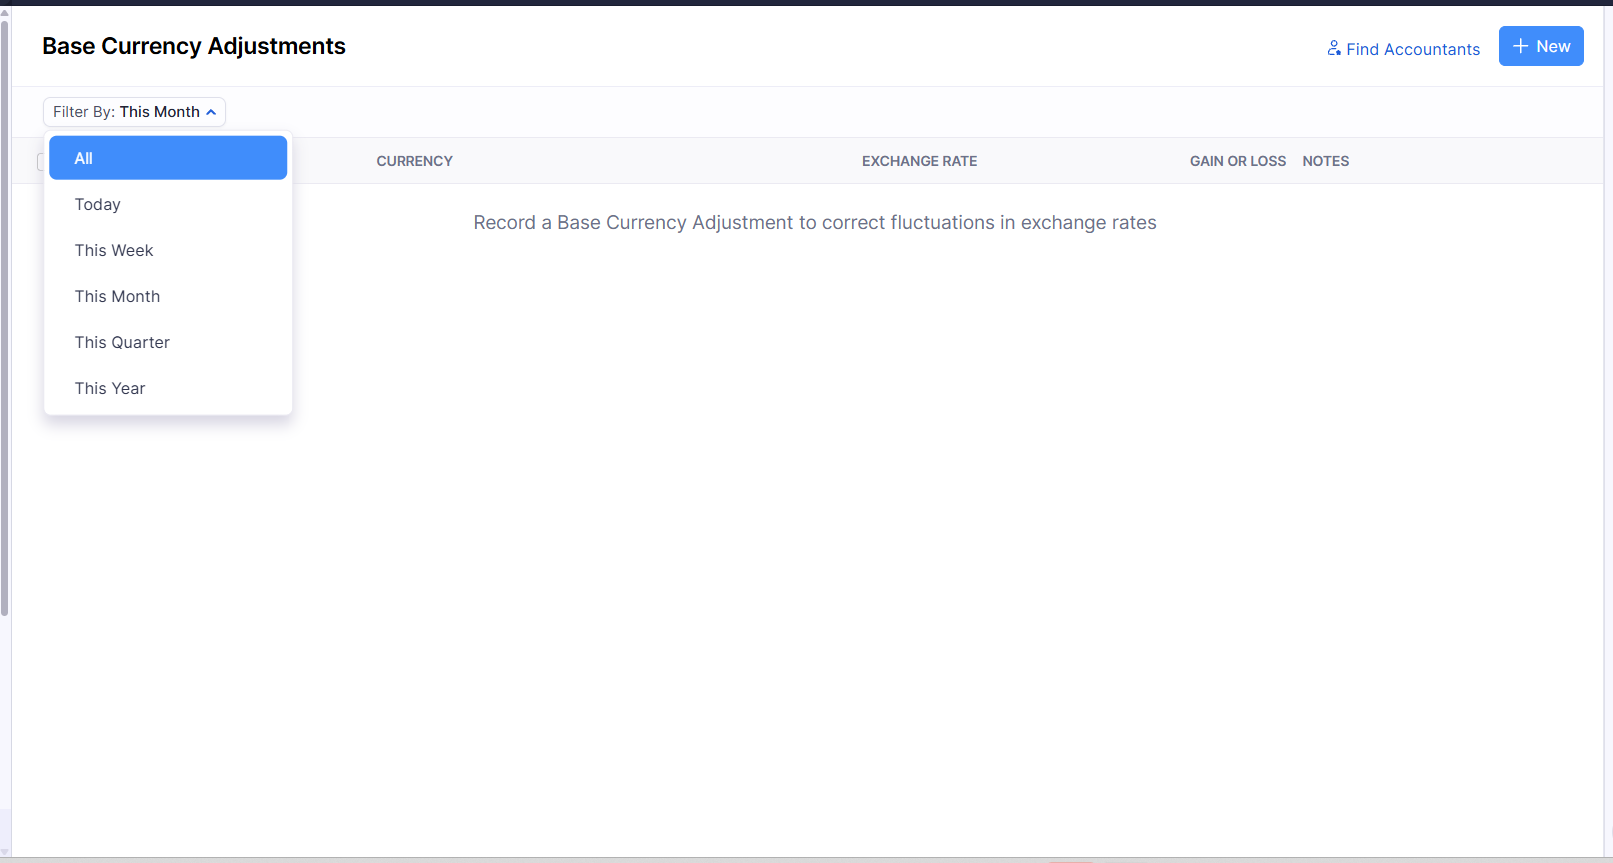 Base Currency Adjustments
Find Accountants
New
Filter By: This Month
All
CURRENCY EXCHANGE RATE GAIN OR LOSS NOTES
Today
Record a Base Currency Adjustment to correct fluctuations in exchange rates
This Week
This Month
This Quarter
This Year